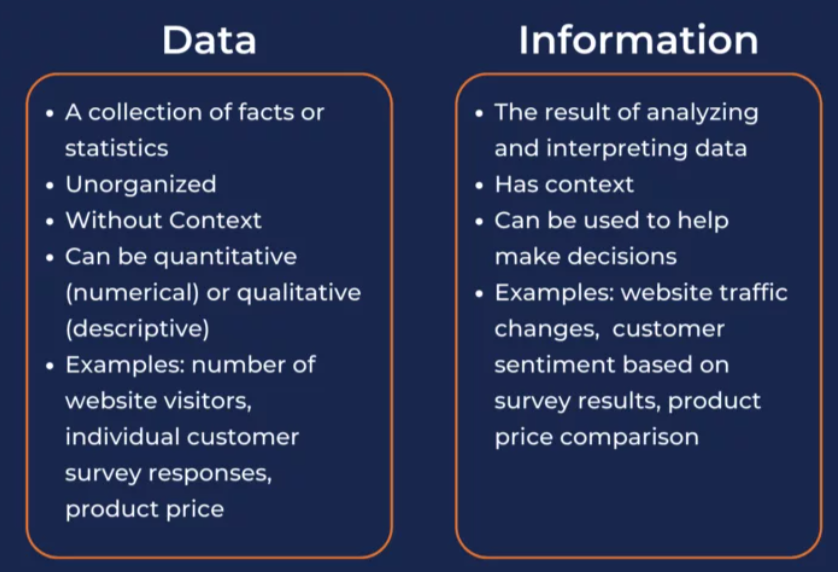 Data
• A collection of facts or
statistics
• Unorganized
• Without Context
• Can be quantitative
(numerical) or qualitative
(descriptive)
• Examples: number of
website visitors,
individual customer
survey responses,
product price
Information
• The result of analyzing
and interpreting data
• Has context
• Can be used to help
make decisions
• Examples: website traffic
changes,  customer
sentiment based on
survey results, product
price comparison